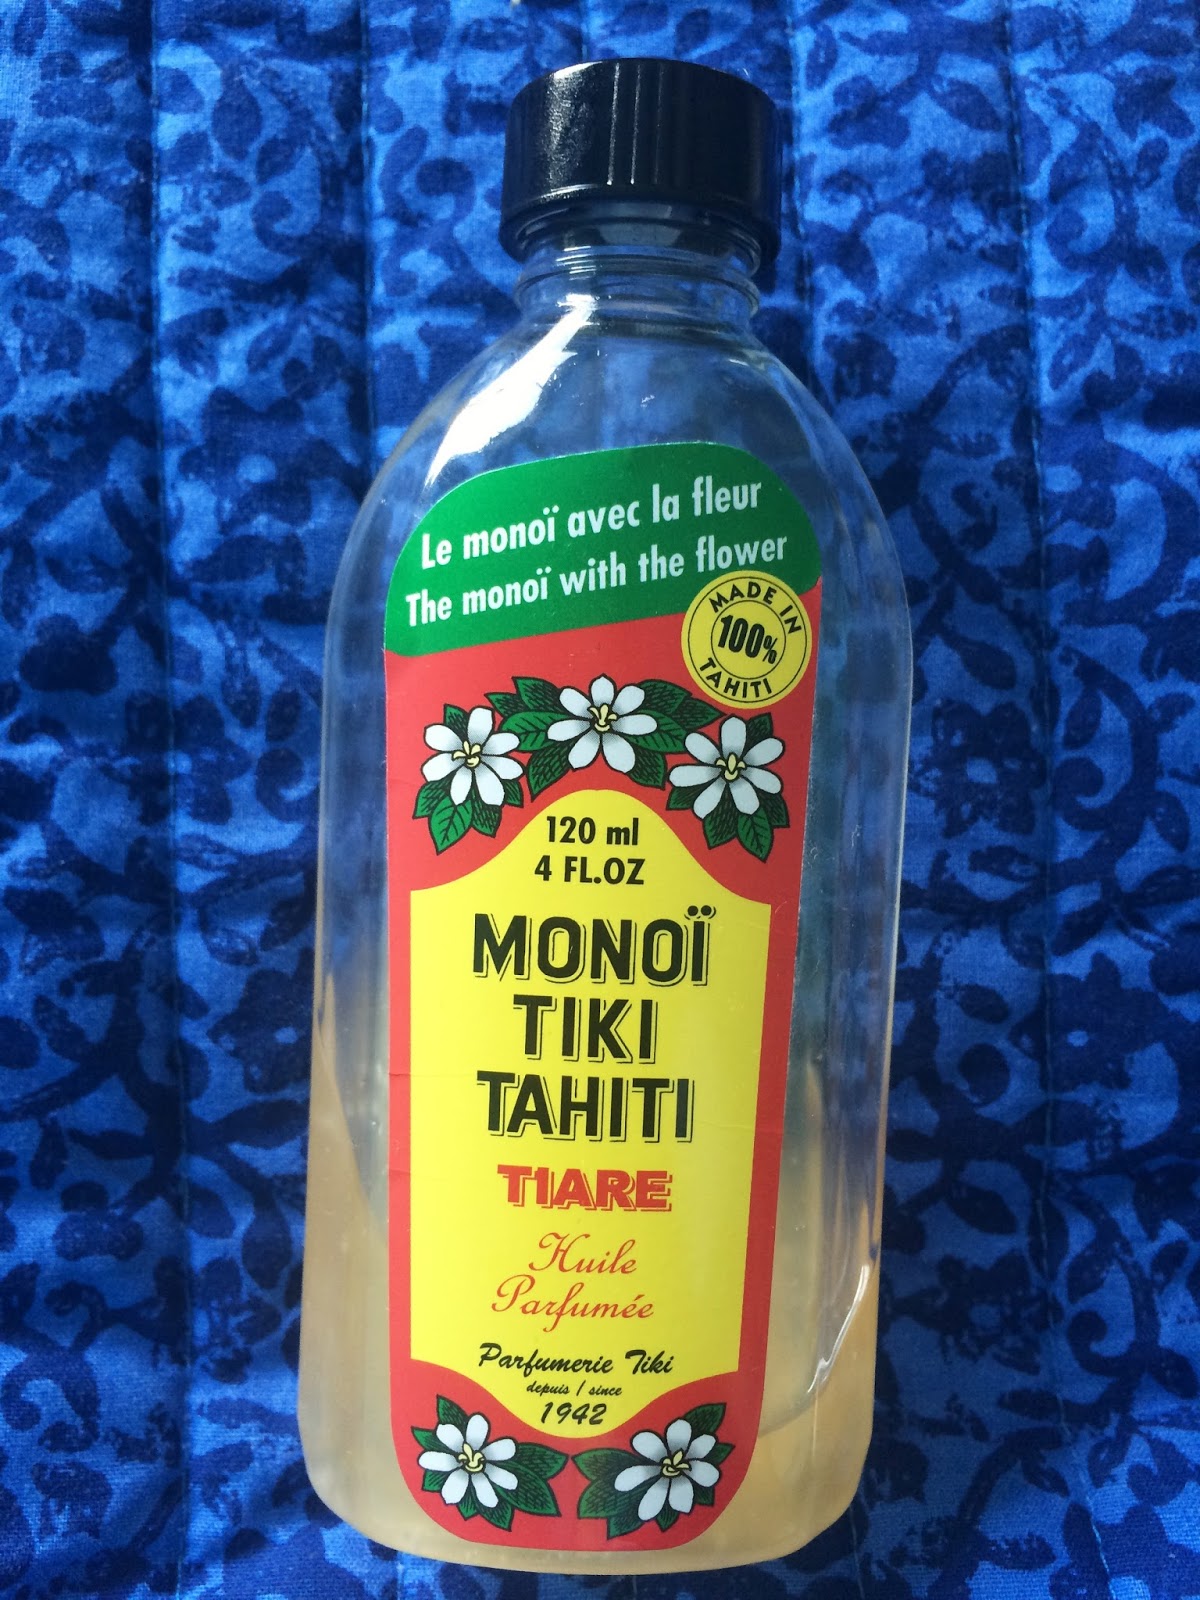 Le monoï avec la fleur
The monoï with the flower
MADE IN
100%
TAHITI
120 ml
4 FL.OZ
MONOÏ
TIKI
TAHITI
TIARE
Huile
Parfumée
Parfumerie Tiki
depuis / since
1942